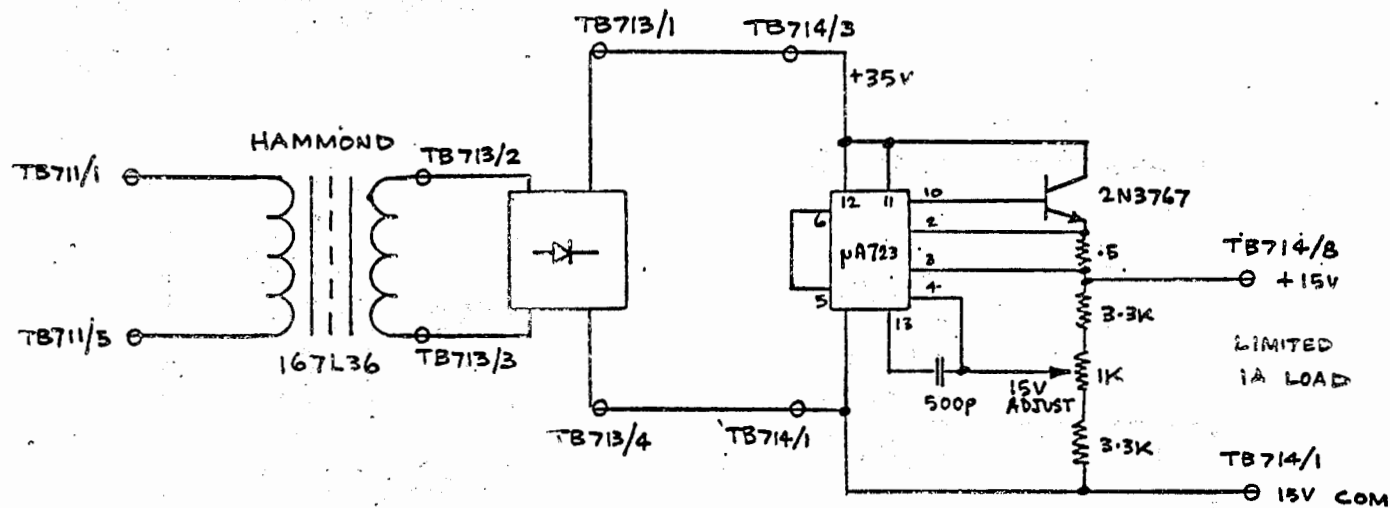 TB713/1
TB714/3
+35V
HAMMOND
TB711/1
TB713/2
12
11
10
2N3767
6
2
μA723
.5
TB714/8
3
+15V
4
5
13
3.3K
TB711/5
TB713/3
167L36
LIMITED
1A LOAD
1K
500p
15V
ADJUST
TB713/4
TB714/1
3.3K
TB714/1
15V COM